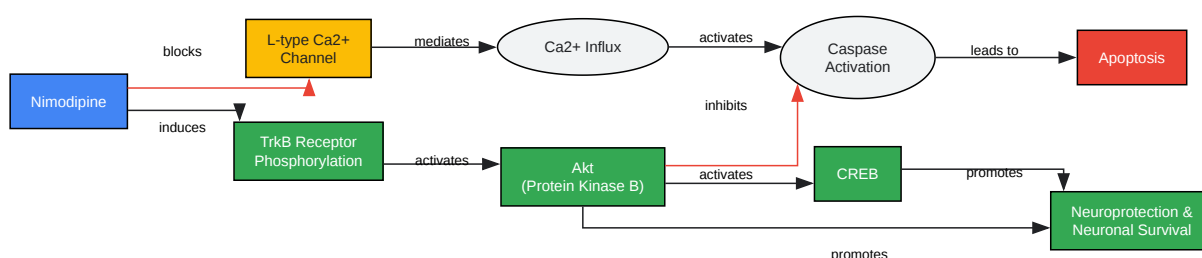 blocks
L-type Ca2+
Channel
mediates
Ca2+ Influx
activates
Caspase
Activation
leads to
Apoptosis
Nimodipine
induces
inhibits
TrkB Receptor
Phosphorylation
activates
Akt
(Protein Kinase B)
activates
CREB
promotes
Neuroprotection &
Neuronal Survival
promotes